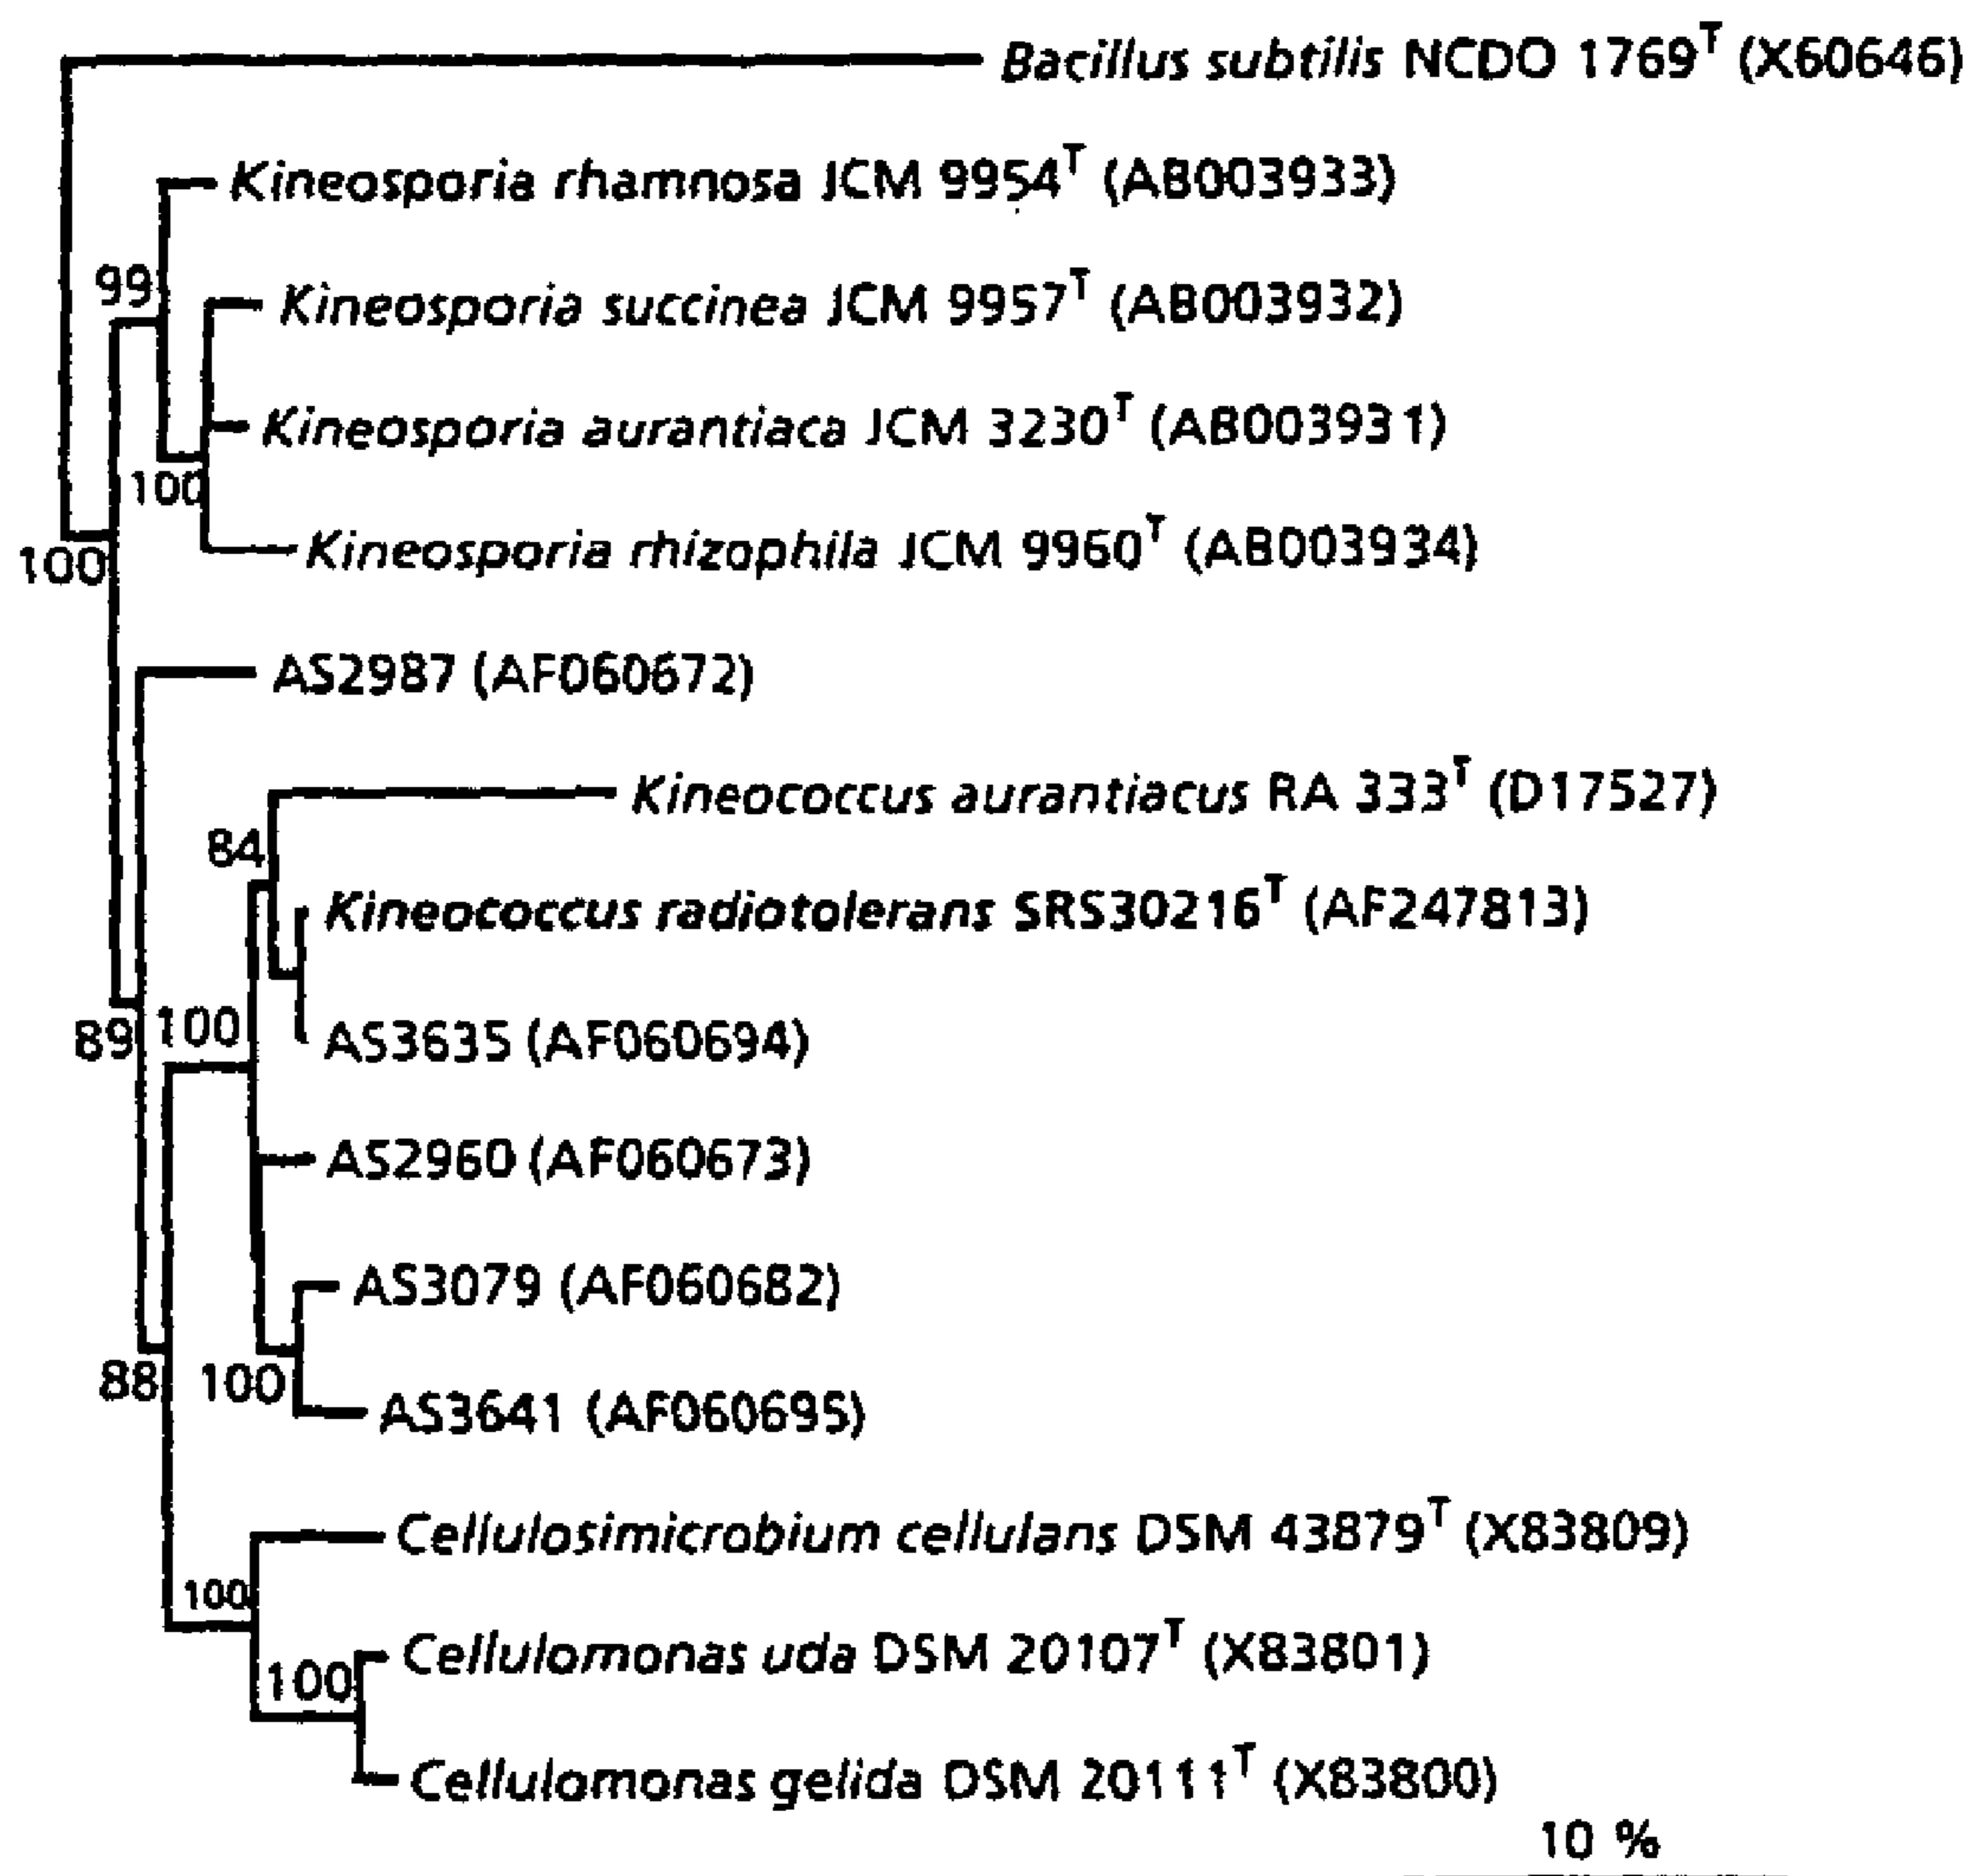 Bacillus subtilis NCDO 1769ᵀ (X60646)
Kineosporia rhamnosa JCM 9954ᵀ (AB003933)
99
Kineosporia succinea JCM 9957ᵀ (AB003932)
Kineosporia aurantiaca JCM 3230ᵀ (AB003931)
100
Kineosporia rhizophila JCM 9960ᵀ (AB003934)
100
AS2987 (AF060672)
Kineococcus aurantiacus RA 333ᵀ (D17527)
84
Kineococcus radiotolerans SRS30216ᵀ (AF247813)
89 100
AS3635 (AF060694)
AS2960 (AF060673)
AS3079 (AF060682)
88 100
AS3641 (AF060695)
Cellulosimicrobium cellulans DSM 43879ᵀ (X83809)
100
Cellulomonas uda DSM 20107ᵀ (X83801)
100
Cellulomonas gelida DSM 20111ᵀ (X83800)
10 %